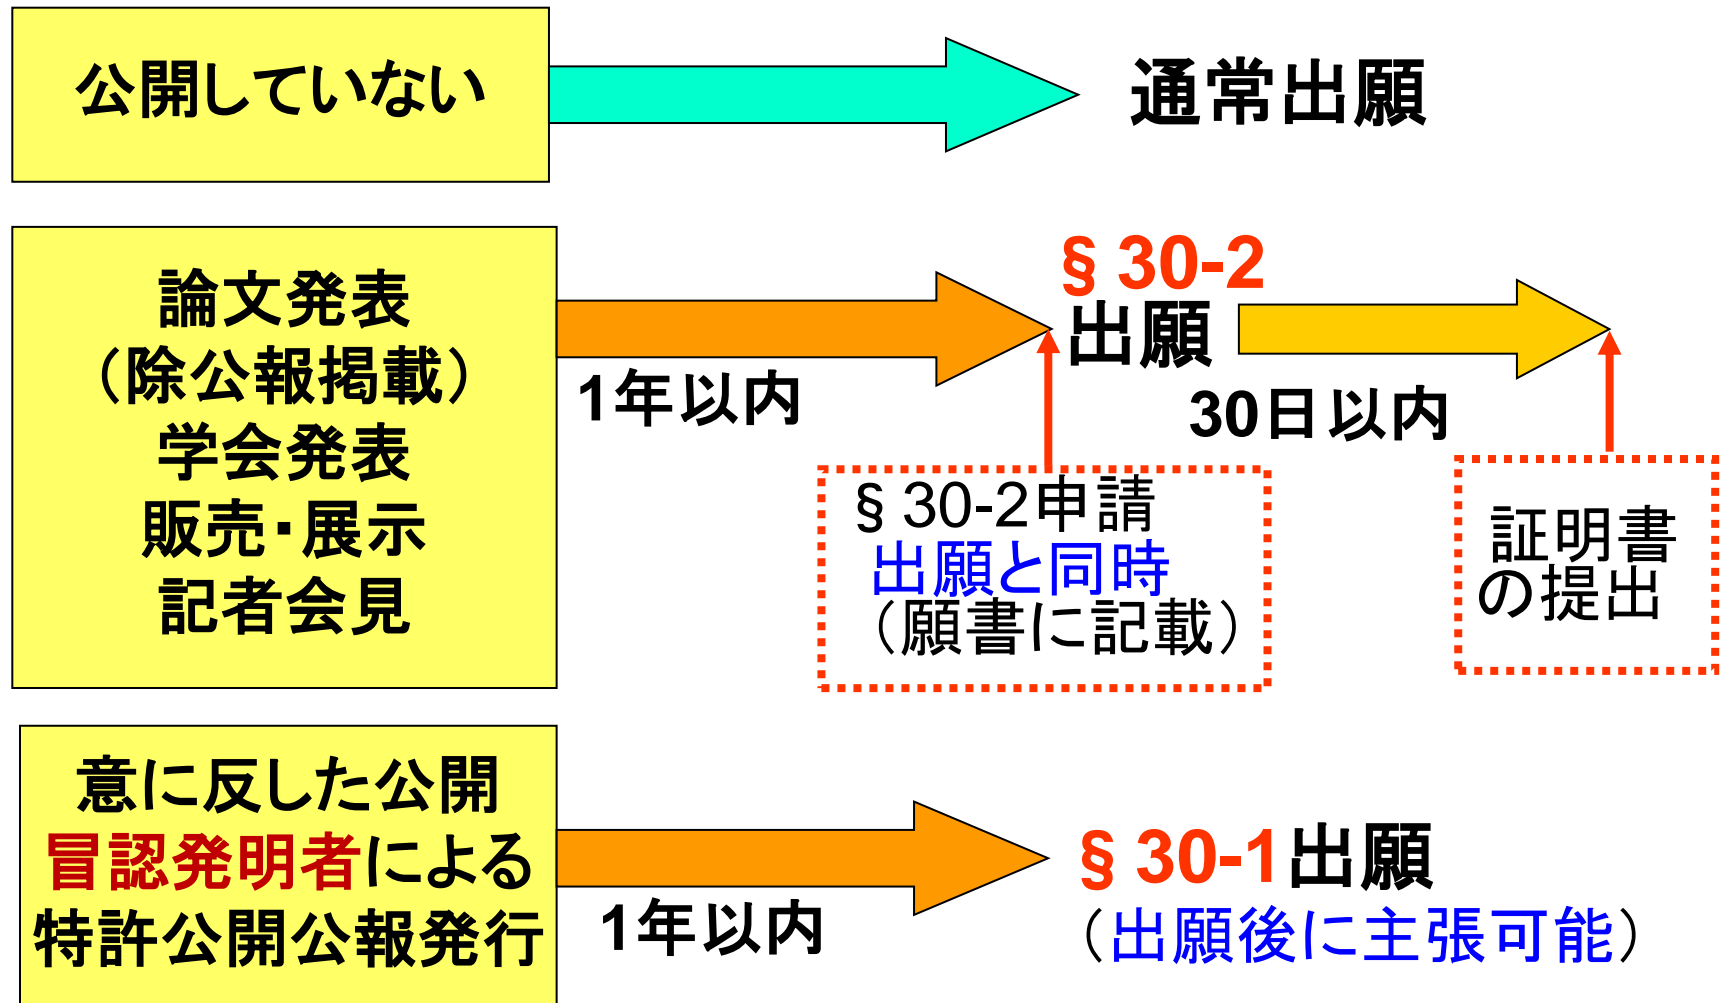 公開していない
通常出願
論文発表
（除公報掲載）
学会発表
販売・展示
記者会見
1年以内
§30-2
出願
30日以内
§30-2申請
出願と同時
（願書に記載）
証明書
の提出
意に反した公開
冒認発明者による
特許公開公報発行
1年以内
§30-1出願
（出願後に主張可能）